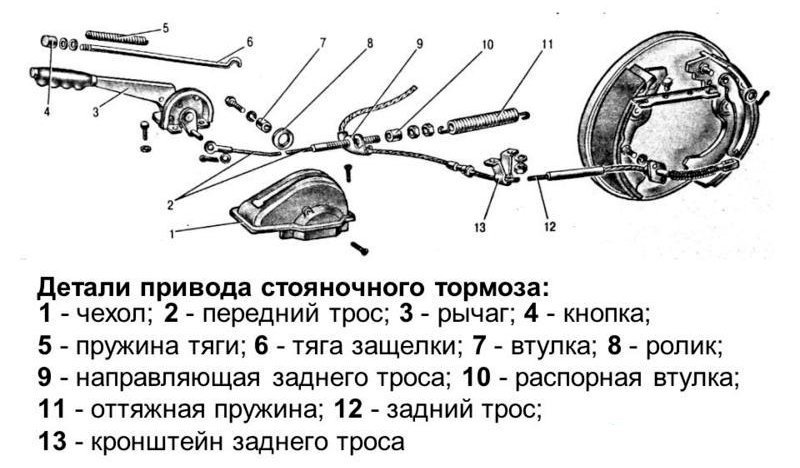 5
6
7
8
9
10
11
4
3
2
1
13
12
Детали привода стояночного тормоза:
1 - чехол; 2 - передний трос; 3 - рычаг; 4 - кнопка;
5 - пружина тяги; 6 - тяга защелки; 7 - втулка; 8 - ролик;
9 - направляющая заднего троса; 10 - распорная втулка;
11 - оттяжная пружина; 12 - задний трос;
13 - кронштейн заднего троса